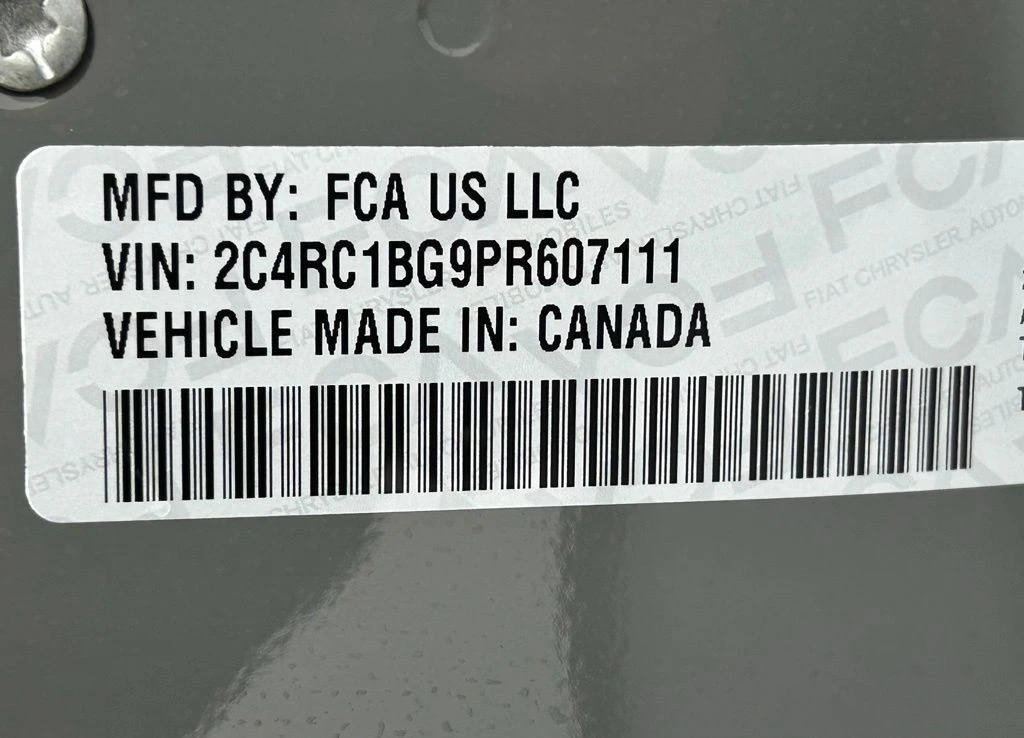 MFD BY: FCA US LLC
VIN: 2C4RC1BG9PR607111
VEHICLE MADE IN: CANADA